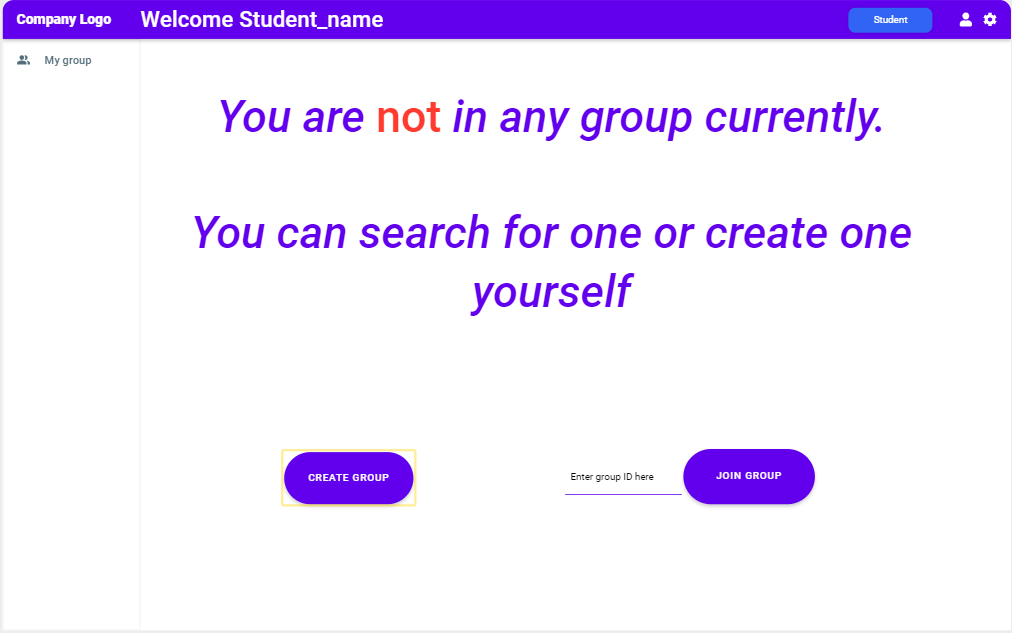 Company Logo
Welcome Student_name
Student
My group
You are not in any group currently.
You can search for one or create one
yourself
CREATE GROUP
Enter group ID here
JOIN GROUP